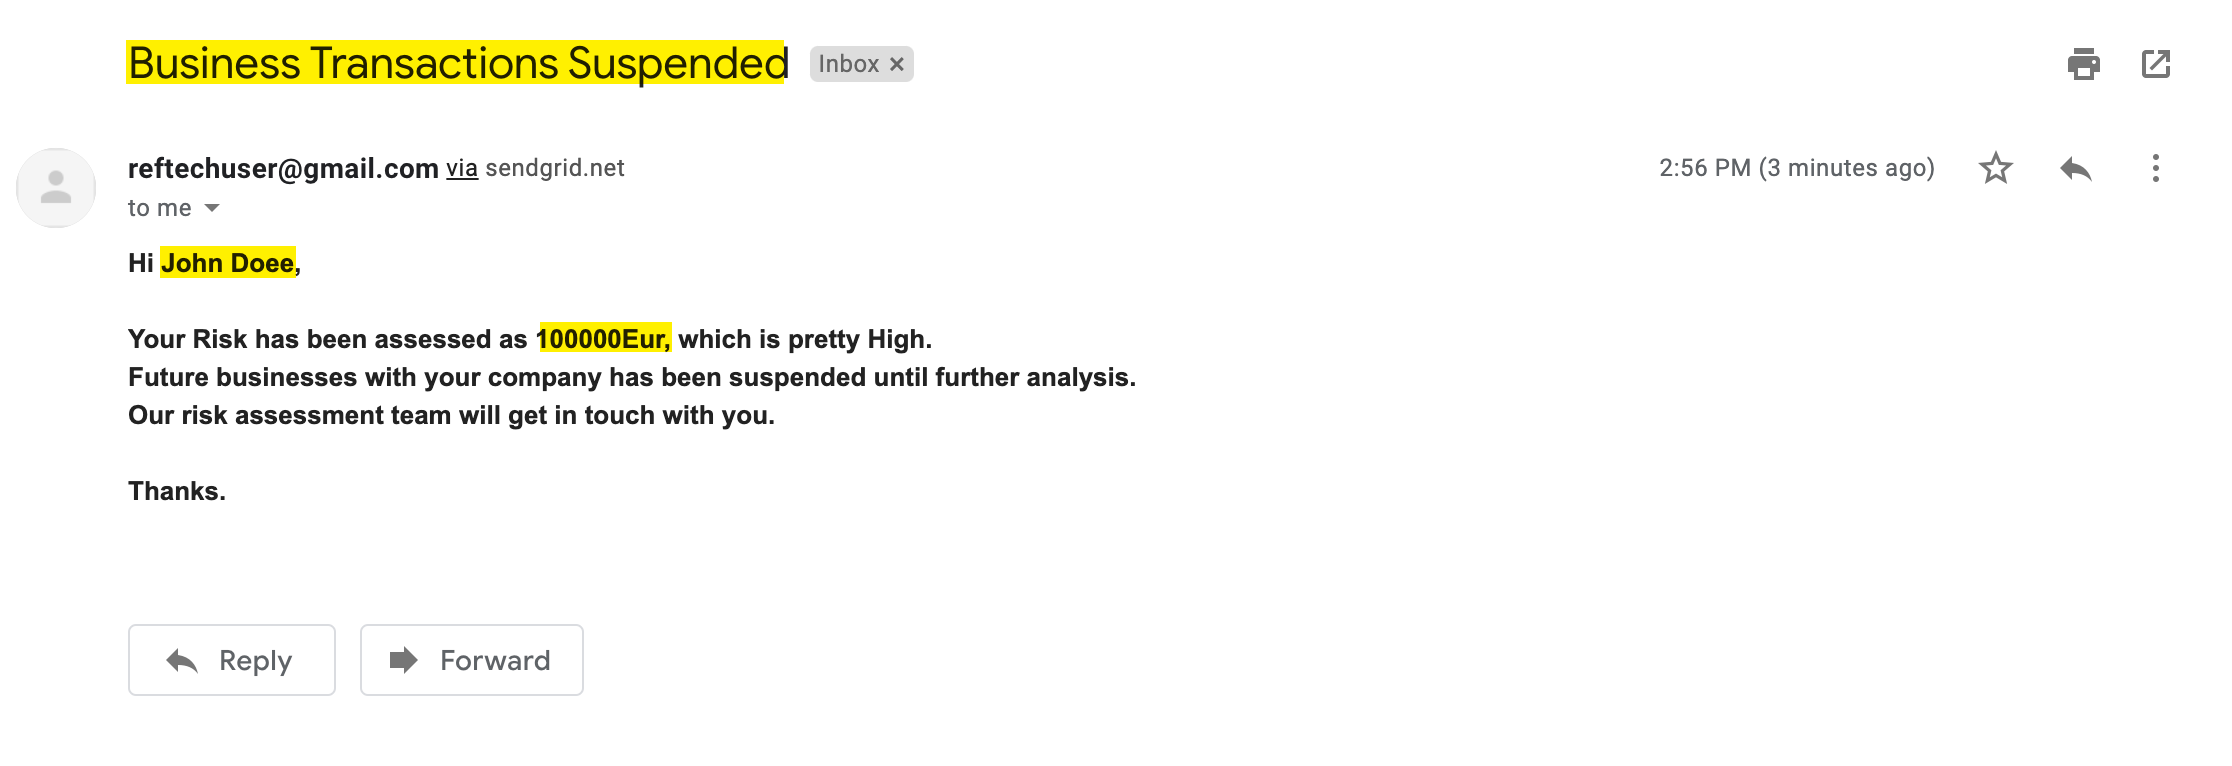 Business Transactions Suspended Inbox ×
reftechuser@gmail.com via sendgrid.net 2:56 PM (3 minutes ago)
to me
Hi John Doee,
Your Risk has been assessed as 100000Eur, which is pretty High.
Future businesses with your company has been suspended until further analysis.
Our risk assessment team will get in touch with you.
Thanks.
Reply Forward